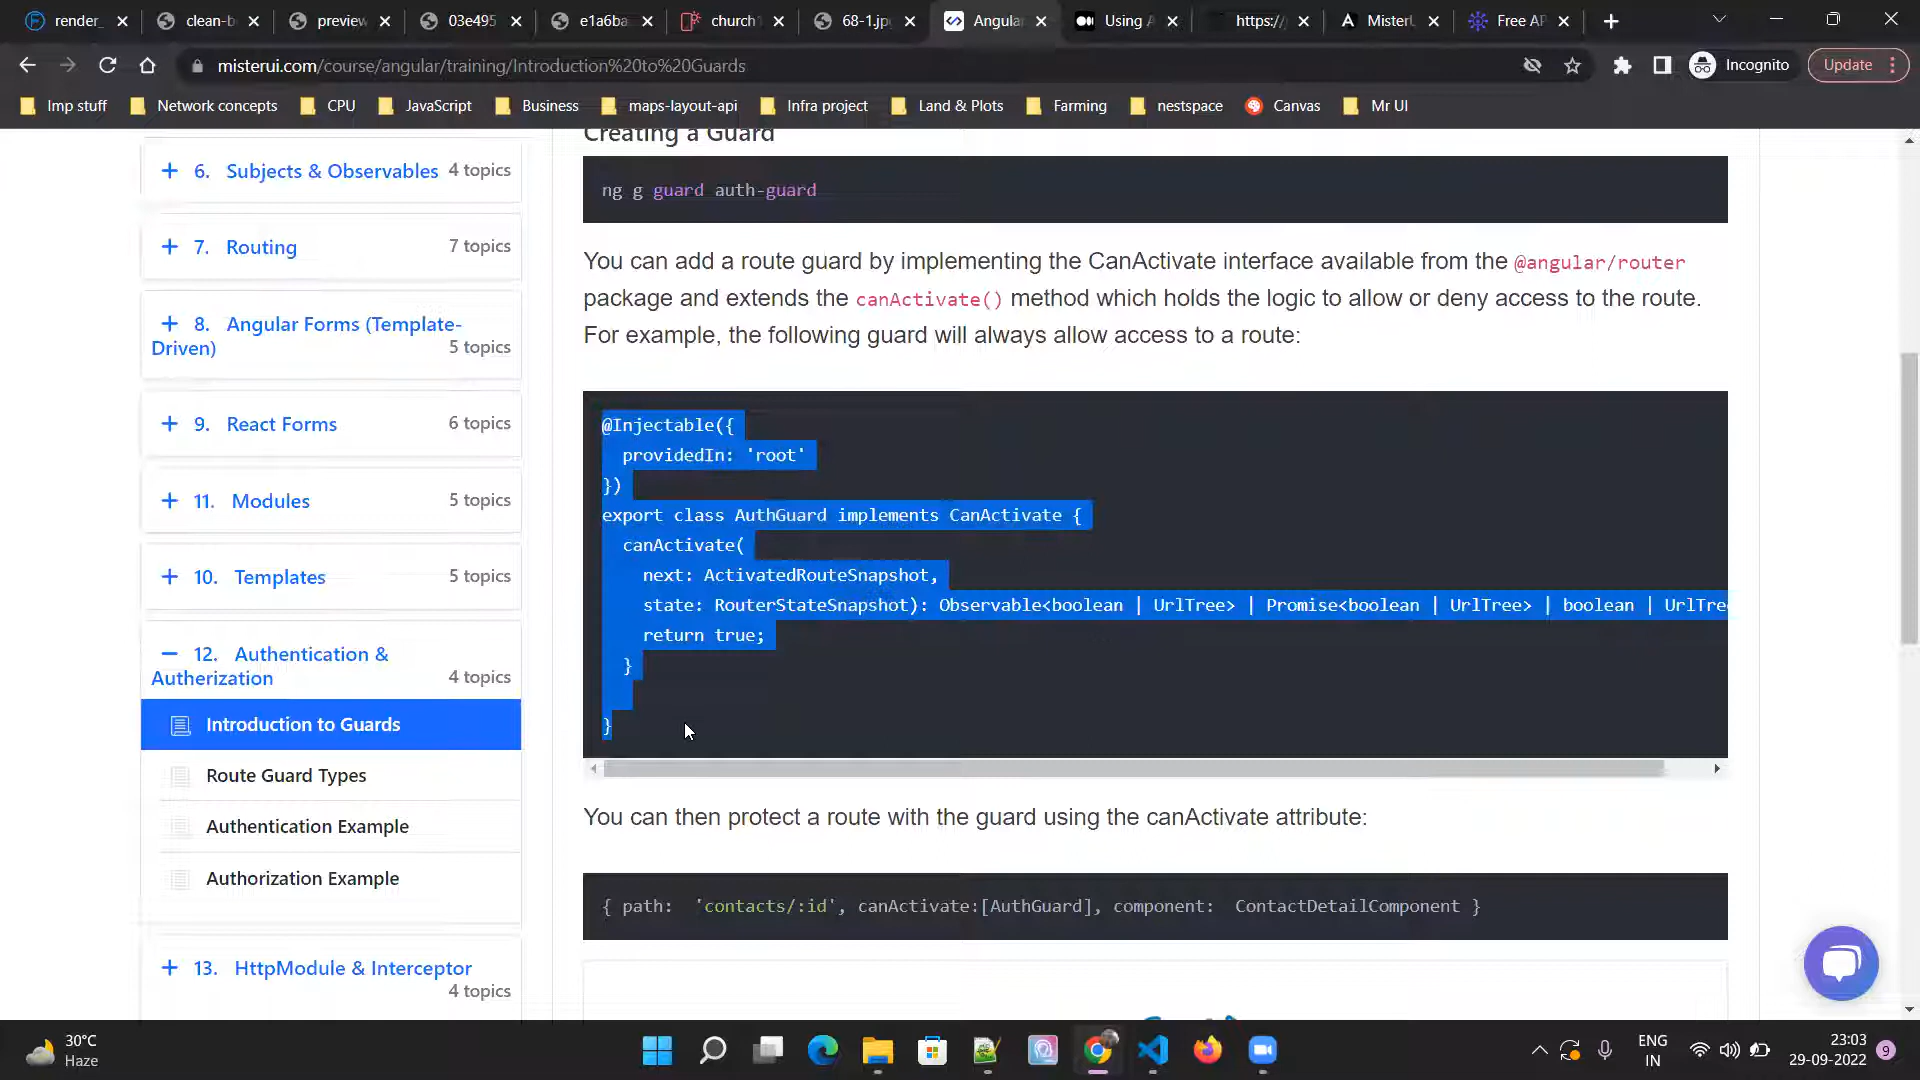 render_
clean-b
preview
03e495
e1a6ba
church
68-1.jp
Angular
Using A
https://
MisterU
Free AP
misterui.com/course/angular/training/Introduction%20to%20Guards
Incognito
Update
Imp stuff
Network concepts
CPU
JavaScript
Business
maps-layout-api
Infra project
Land & Plots
Farming
nestspace
Canvas
Mr UI
6. Subjects & Observables 4 topics
7. Routing 7 topics
8. Angular Forms (Template-
Driven) 5 topics
9. React Forms 6 topics
11. Modules 5 topics
10. Templates 5 topics
12. Authentication &
Autherization 4 topics
Introduction to Guards
Route Guard Types
Authentication Example
Authorization Example
13. HttpModule & Interceptor
4 topics
Creating a Guard
ng g guard auth-guard
You can add a route guard by implementing the CanActivate interface available from the @angular/router
package and extends the canActivate() method which holds the logic to allow or deny access to the route.
For example, the following guard will always allow access to a route:
@Injectable({
providedIn: 'root'
})
export class AuthGuard implements CanActivate {
canActivate(
next: ActivatedRouteSnapshot,
state: RouterStateSnapshot): Observable<boolean | UrlTree> | Promise<boolean | UrlTree> | boolean | UrlTre
return true;
}
}
You can then protect a route with the guard using the canActivate attribute:
{ path: 'contacts/:id', canActivate:[AuthGuard], component: ContactDetailComponent }
30°C
Haze
ENG
IN
23:03
29-09-2022
9